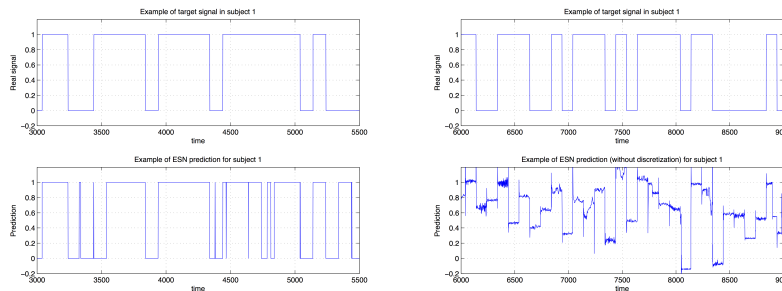 Example of target signal in subject 1
Real signal
1
0.8
0.6
0.4
0.2
0
−0.2
3000 3500 4000 4500 5000 5500
time
Example of ESN prediction for subject 1
Prediction
1
0.8
0.6
0.4
0.2
0
−0.2
3000 3500 4000 4500 5000 5500
time
Example of target signal in subject 1
Real signal
1
0.8
0.6
0.4
0.2
0
−0.2
6000 6500 7000 7500 8000 8500
time
Example of ESN prediction (without discretization) for subject 1
Prediction
1
0.8
0.6
0.4
0.2
0
−0.2
6000 6500 7000 7500 8000 8500
time